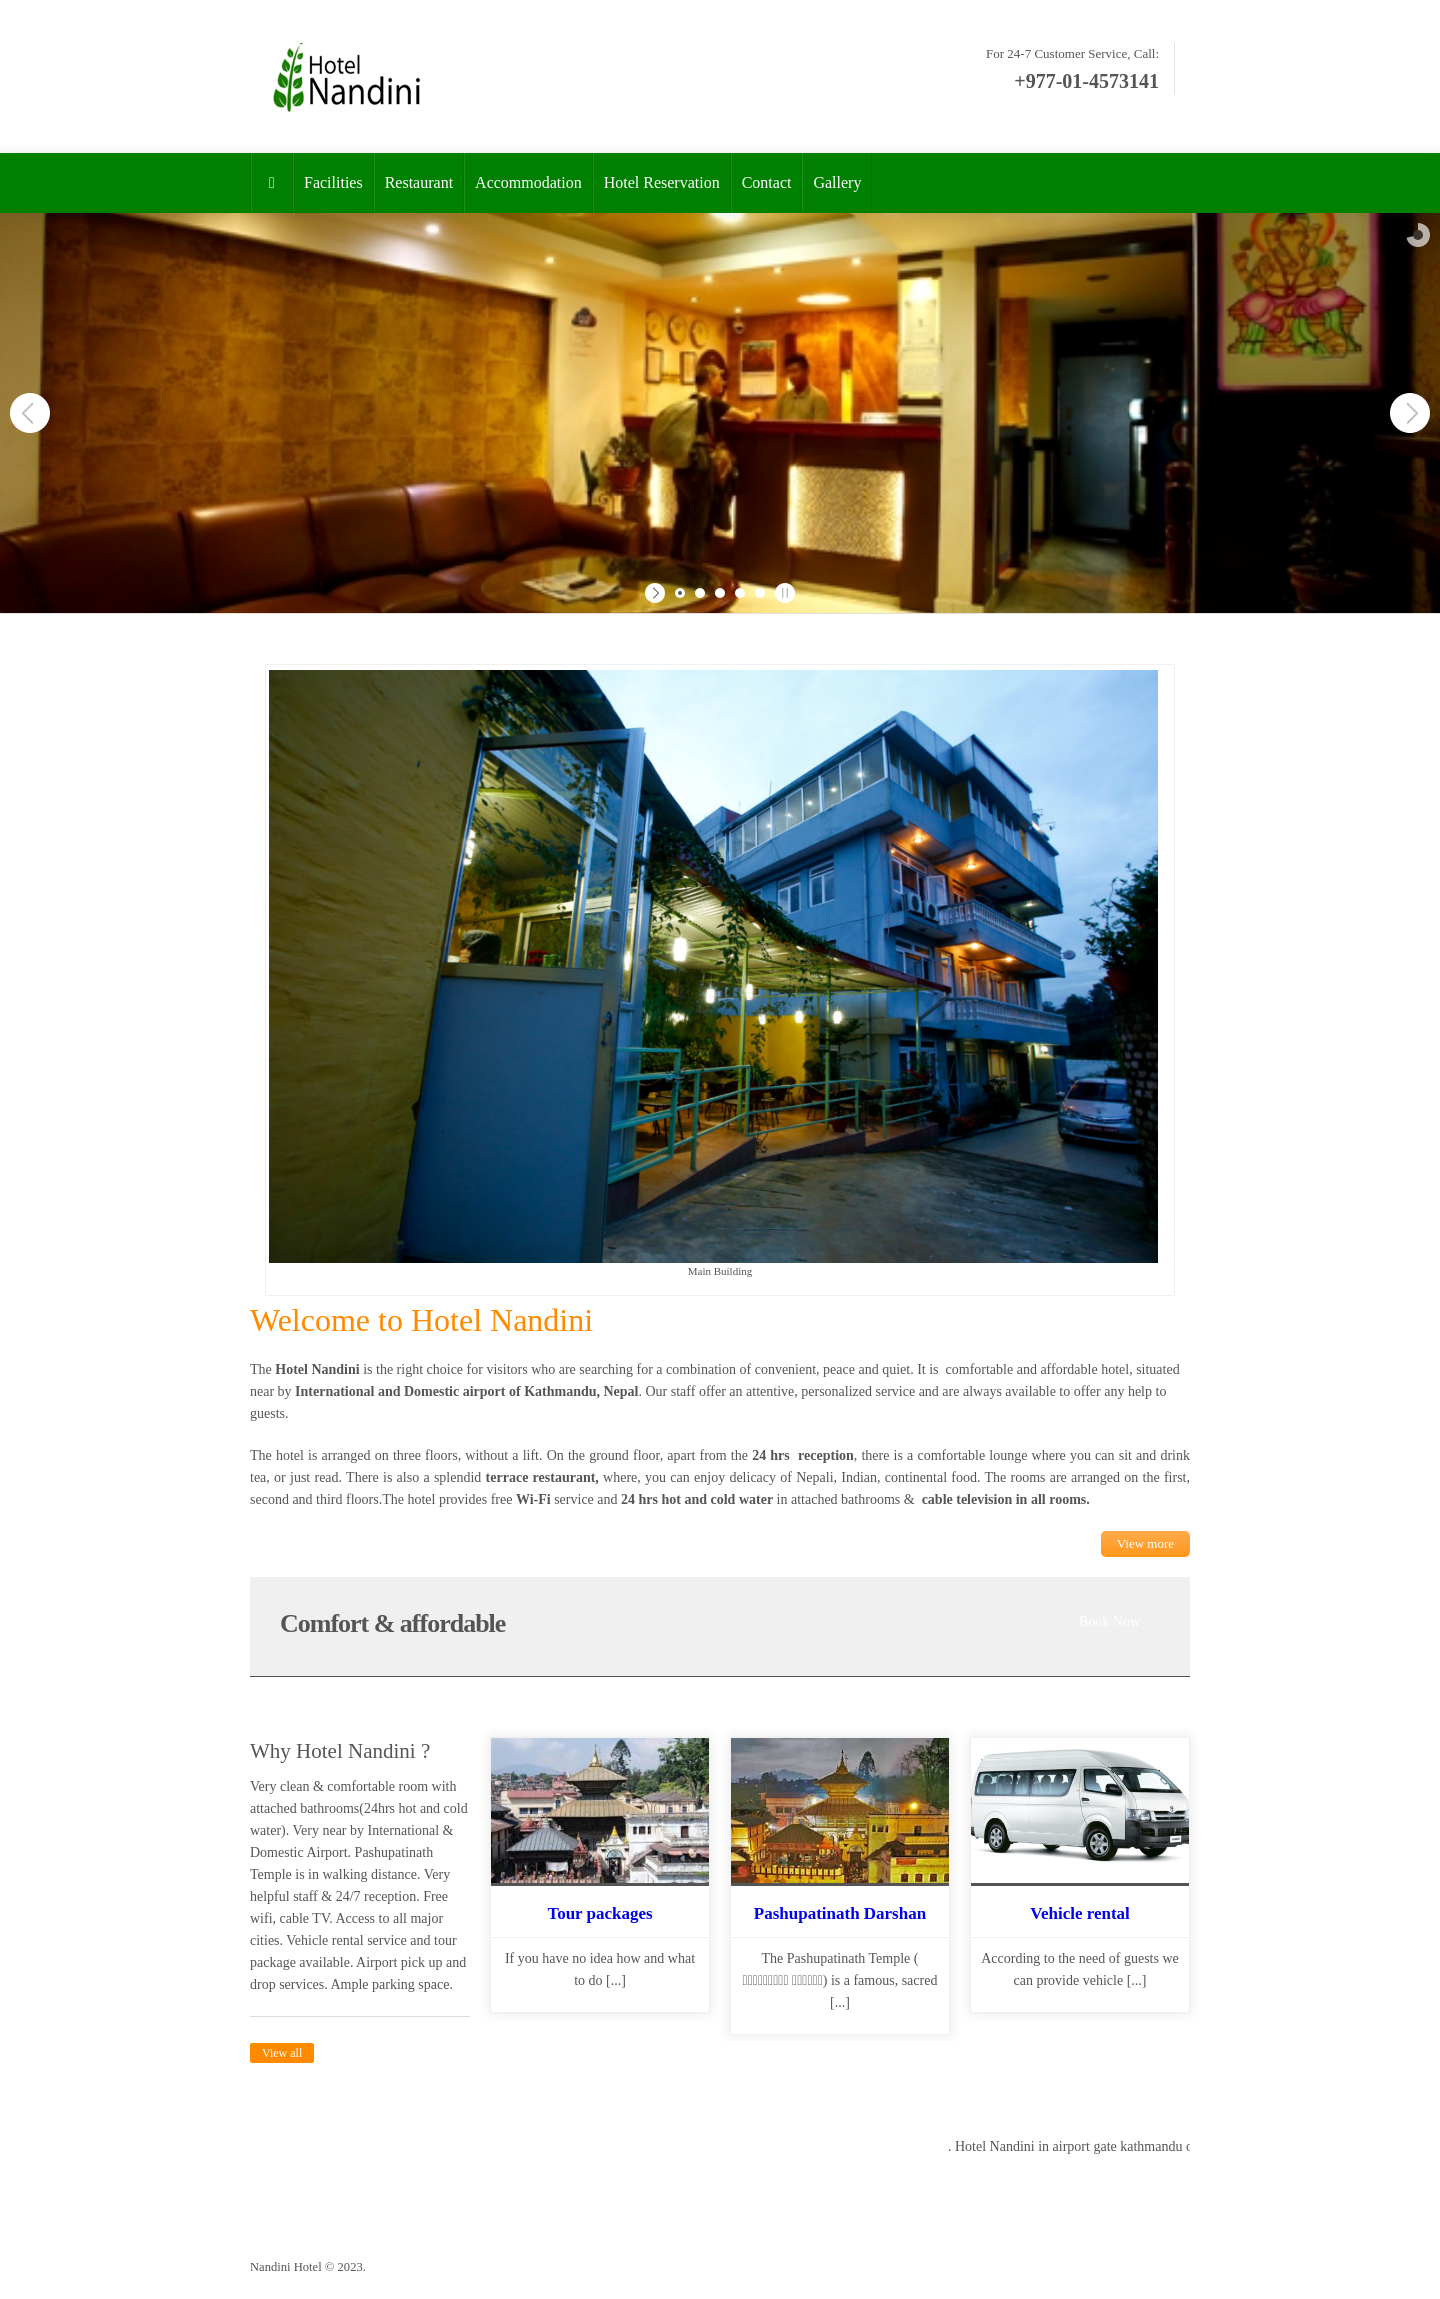 Hotel
Nandini
For 24-7 Customer Service, Call:
+977-01-4573141
Facilities
Restaurant
Accommodation
Hotel Reservation
Contact
Gallery
Main Building
Welcome to Hotel Nandini
The Hotel Nandini is the right choice for visitors who are searching for a combination of convenient, peace and quiet. It is  comfortable and affordable hotel, situated
near by International and Domestic airport of Kathmandu, Nepal. Our staff offer an attentive, personalized service and are always available to offer any help to
guests.
The hotel is arranged on three floors, without a lift. On the ground floor, apart from the 24 hrs  reception, there is a comfortable lounge where you can sit and drink
tea, or just read. There is also a splendid terrace restaurant, where, you can enjoy delicacy of Nepali, Indian, continental food. The rooms are arranged on the first,
second and third floors.The hotel provides free Wi-Fi service and 24 hrs hot and cold water in attached bathrooms &  cable television in all rooms.
View more
Comfort & affordable
Book Now
Why Hotel Nandini ?
Very clean & comfortable room with
attached bathrooms(24hrs hot and cold
water). Very near by International &
Domestic Airport. Pashupatinath
Temple is in walking distance. Very
helpful staff & 24/7 reception. Free
wifi, cable TV. Access to all major
cities. Vehicle rental service and tour
package available. Airport pick up and
drop services. Ample parking space.
View all
Tour packages
If you have no idea how and what
to do [...]
Pashupatinath Darshan
The Pashupatinath Temple (
) is a famous, sacred
[...]
Vehicle rental
According to the need of guests we
can provide vehicle [...]
. Hotel Nandini in airport gate kathmandu
Nandini Hotel © 2023.